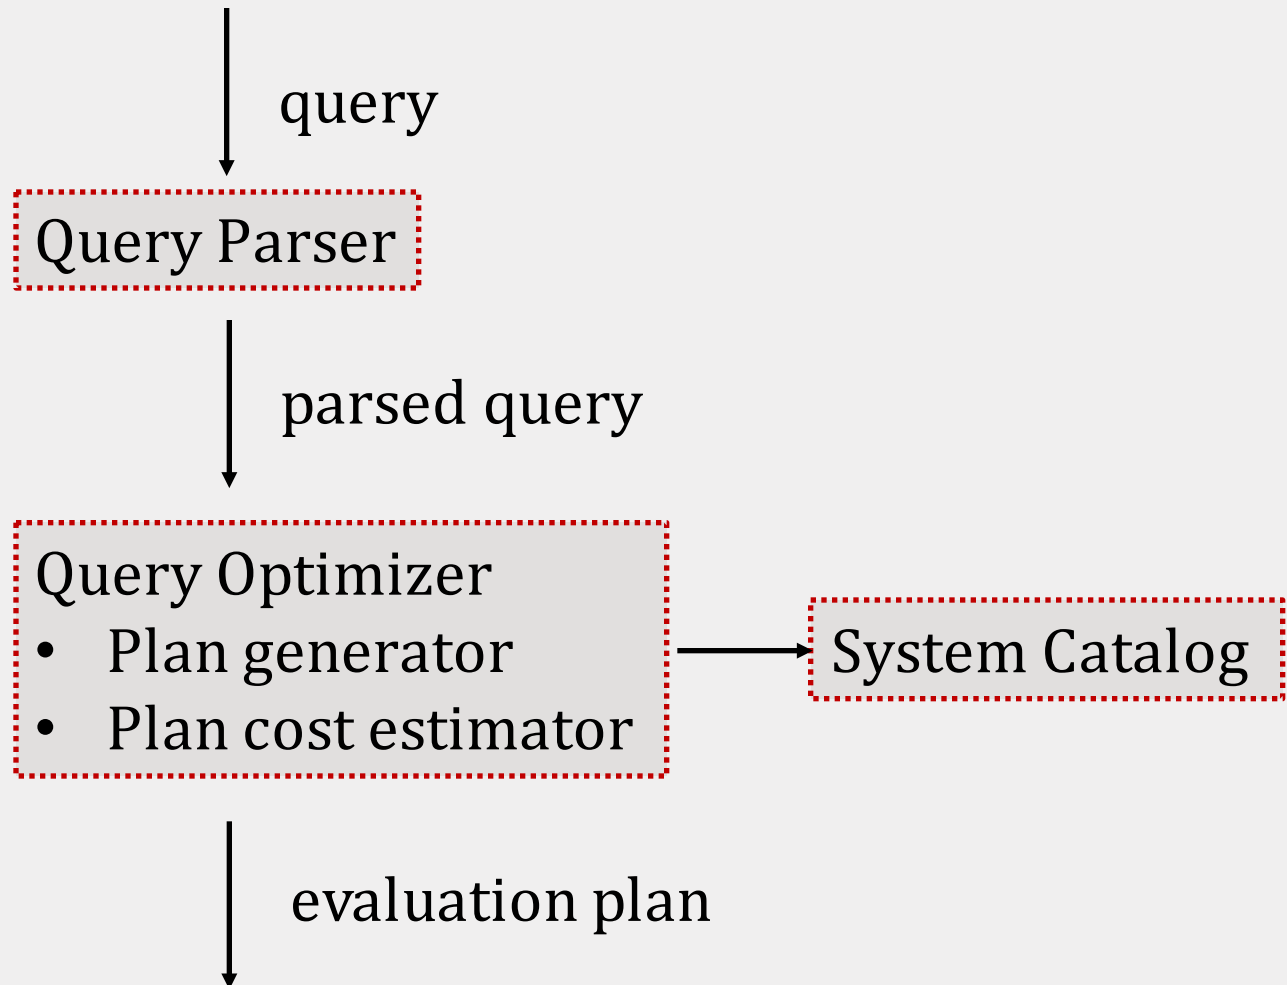 query
Query Parser
parsed query
Query Optimizer
• Plan generator
• Plan cost estimator
System Catalog
evaluation plan